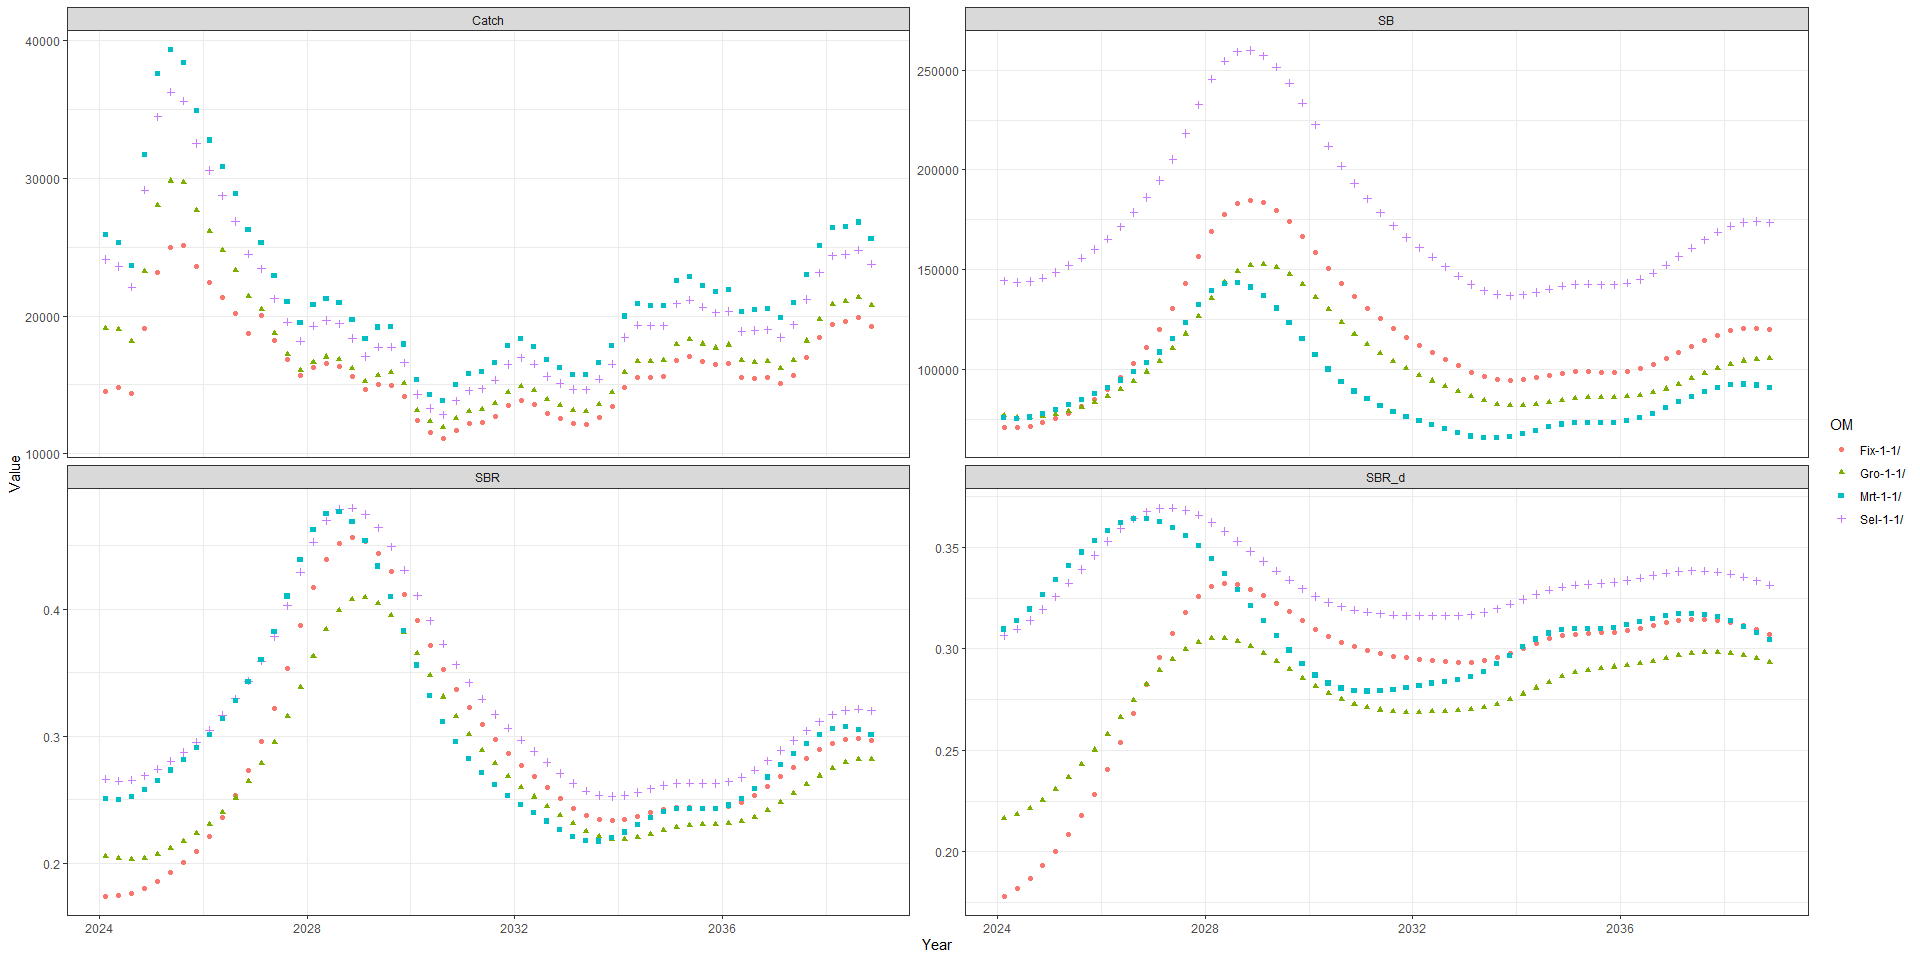 Catch
SB
40000
30000
20000
10000
250000
200000
150000
100000
SBR
SBR_d
0.4
0.3
0.2
0.35
0.30
0.25
0.20
2024
2028
2032
2036
2024
2028
2032
2036
Year
Value
OM
Fix-1-1/
Gro-1-1/
Mrt-1-1/
Sel-1-1/